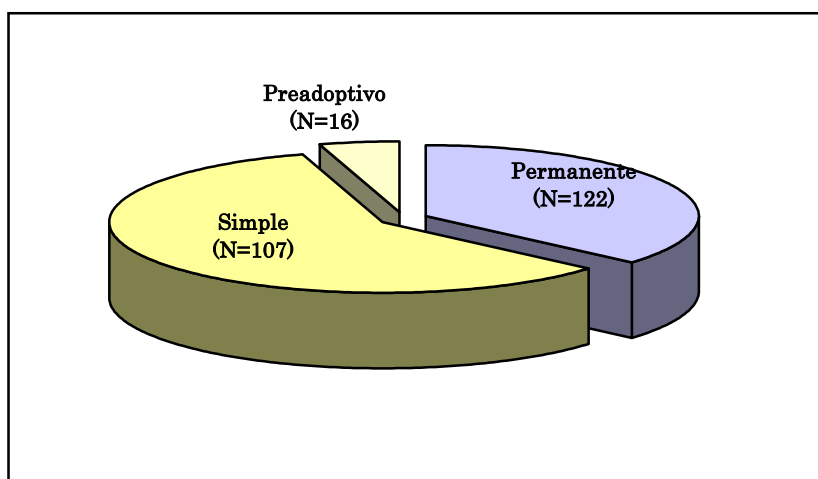 Preadoptivo
(N=16)
Permanente
(N=122)
Simple
(N=107)